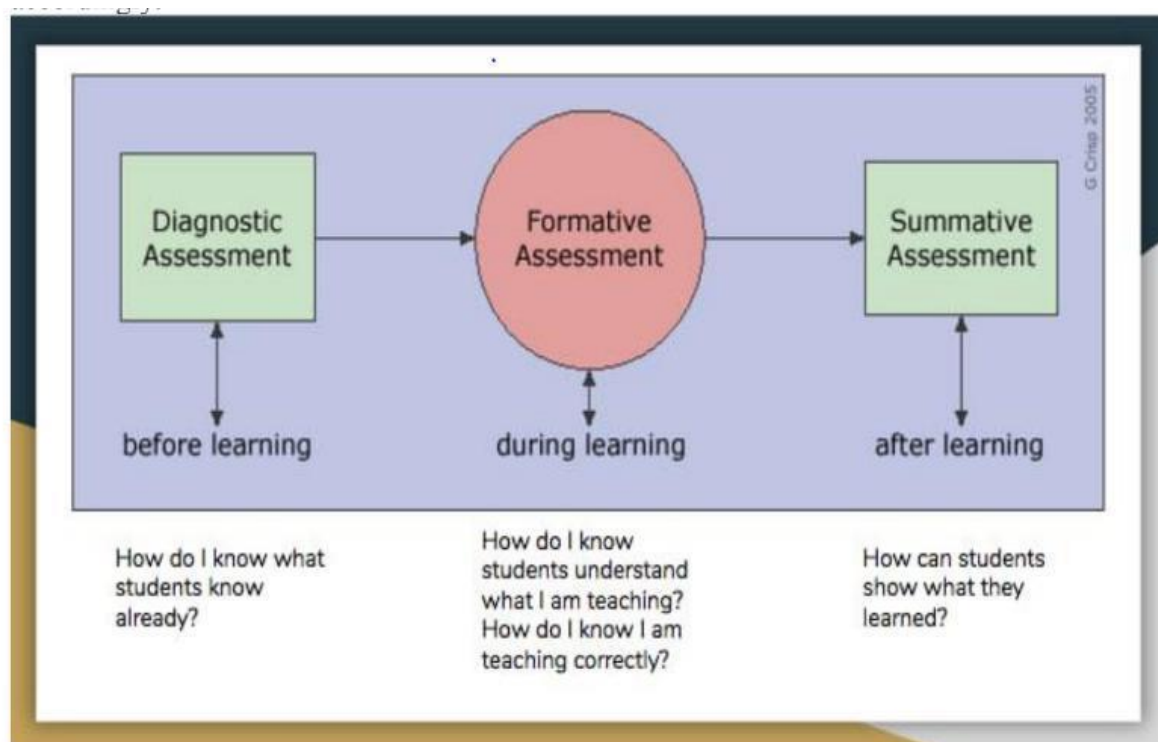 Diagnostic
Assessment
Formative
Assessment
Summative
Assessment
G Crisp 2005
before learning
during learning
after learning
How do I know what
students know
already?
How do I know
students understand
what I am teaching?
How do I know I am
teaching correctly?
How can students
show what they
learned?